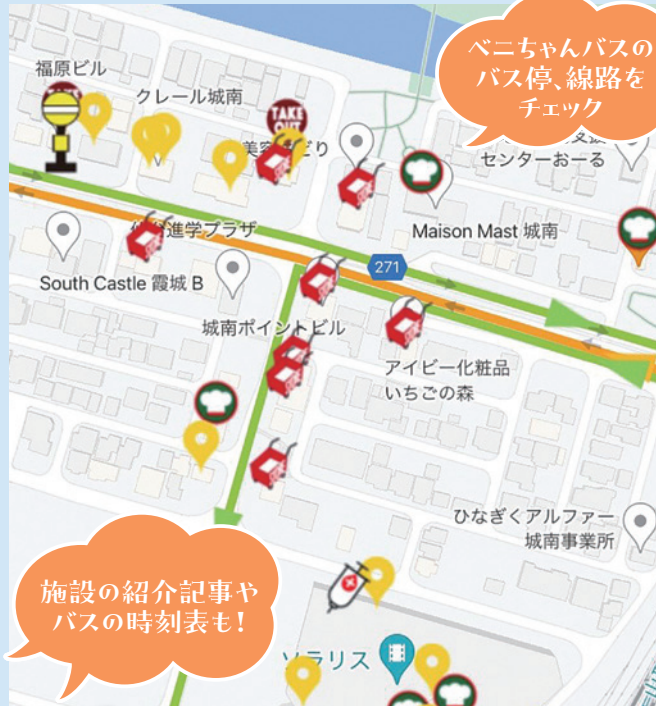 ベニちゃんバスの
バス停、線路を
チェック
福原ビル
クレール城南
TAKE
OUT
センターおーる
進学プラザ
Maison Mast 城南
271
South Castle 霞城 B
城南ポイントビル
アイビー化粧品
いちごの森
ひなぎくアルファー
城南事業所
施設の紹介記事や
バスの時刻表も!
ソラリス